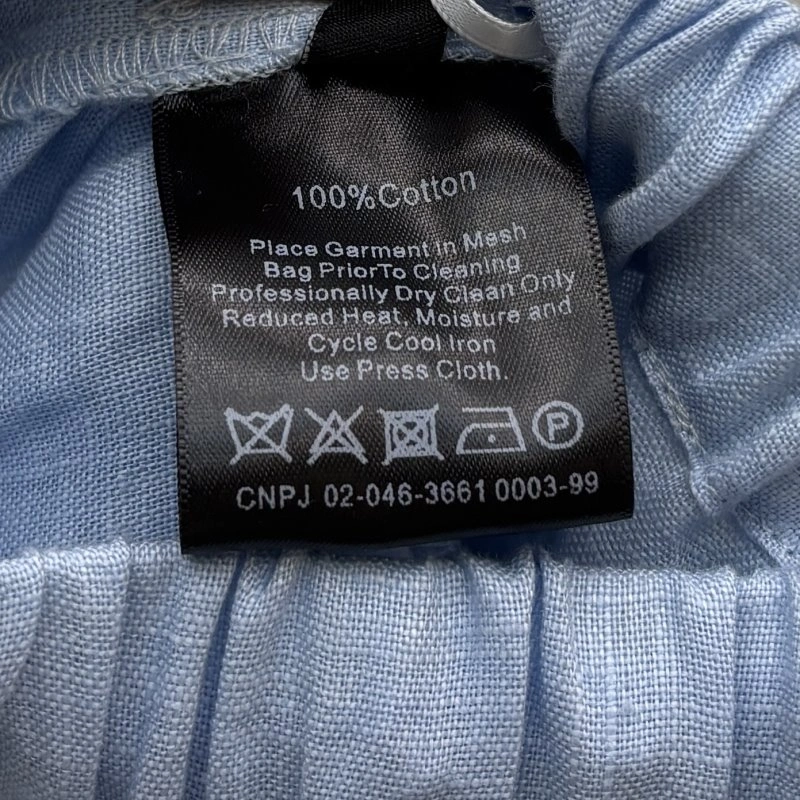 100%Cotton
Place Garment in Mesh
Bag PriorTo Cleaning
Professionally Dry Clean Only
Reduced Heat, Moisture and
Cycle Cool Iron
Use Press Cloth.
P
CNPJ 02-046-3661 0003-99